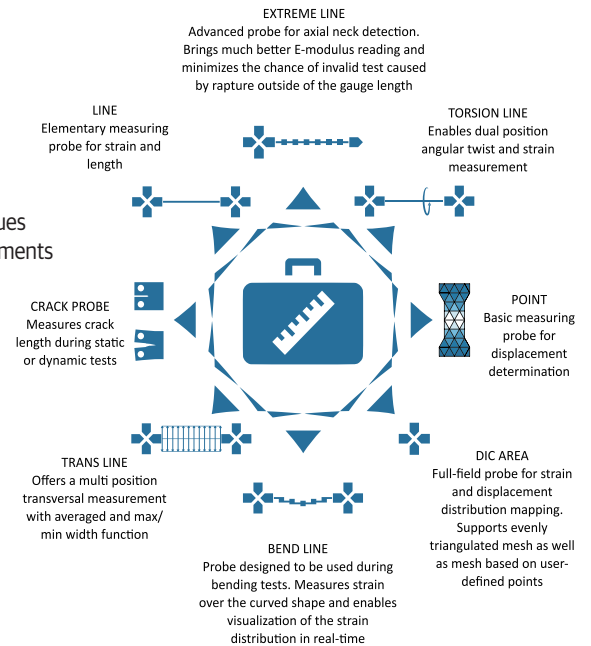 EXTREME LINE
Advanced probe for axial neck detection.
Brings much better E-modulus reading and
minimizes the chance of invalid test caused
by rapture outside of the gauge length
LINE
Elementary measuring
probe for strain and
length
TORSION LINE
Enables dual position
angular twist and strain
measurement
ues
ments
CRACK PROBE
Measures crack
length during static
or dynamic tests
POINT
Basic measuring
probe for
displacement
determination
TRANS LINE
Offers a multi position
transversal measurement
with averaged and max/
min width function
DIC AREA
Full-field probe for strain
and displacement
distribution mapping.
Supports evenly
triangulated mesh as well
as mesh based on user-
defined points
BEND LINE
Probe designed to be used during
bending tests. Measures strain
over the curved shape and enables
visualization of the strain
distribution in real-time